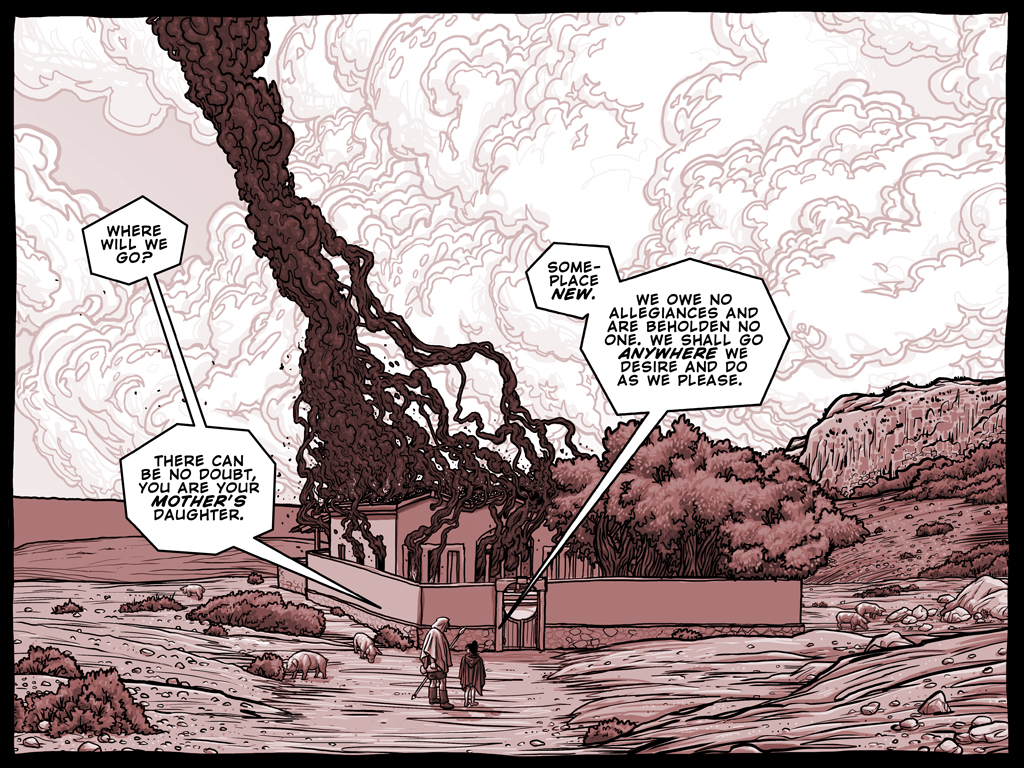 WHERE
WILL WE
GO?
THERE CAN
BE NO DOUBT,
YOU ARE YOUR
MOTHER'S
DAUGHTER.
SOME-
PLACE
NEW.
WE OWE NO
ALLEGIANCES AND
ARE BEHOLDEN NO
ONE. WE SHALL GO
ANYWHERE WE
DESIRE AND DO
AS WE PLEASE.